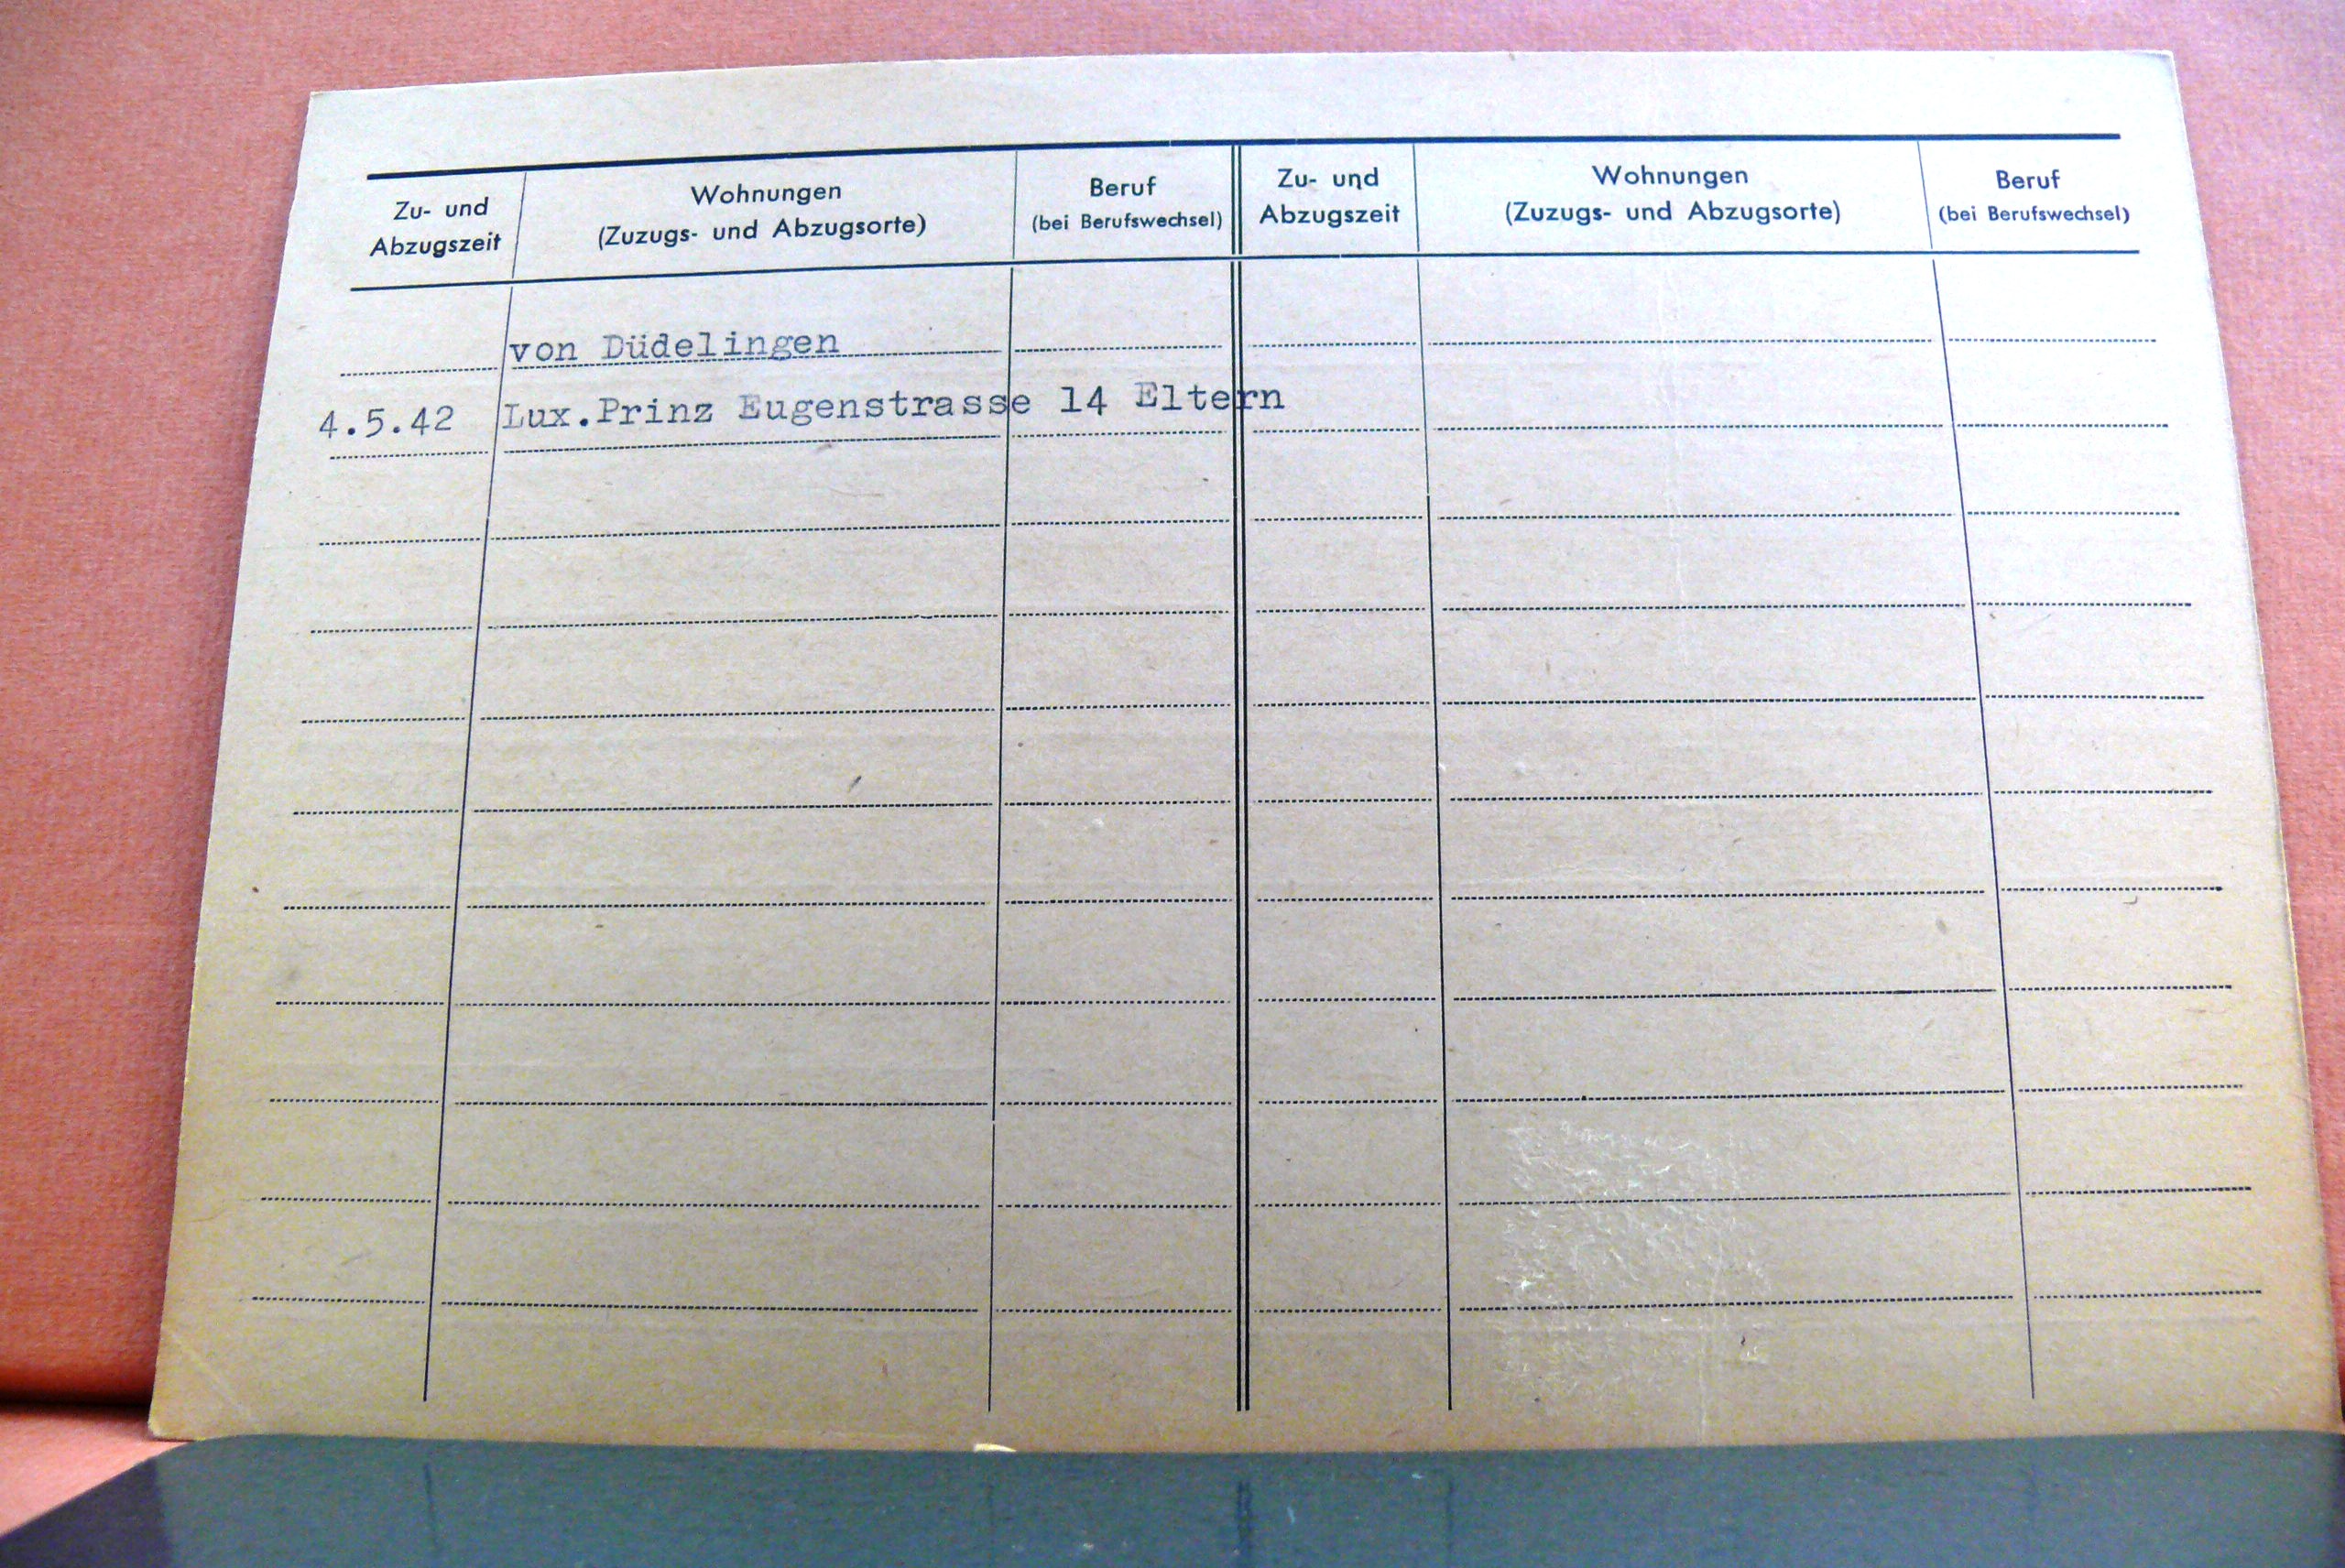 Zu- und
Abzugszeit
Wohnungen
(Zuzugs- und Abzugsorte)
Beruf
(bei Berufswechsel)
Zu- und
Abzugszeit
Wohnungen
(Zuzugs- und Abzugsorte)
Beruf
(bei Berufswechsel)
von Düdelingen
4.5.42 Lux.Prinz Eugenstrasse 14 Eltern